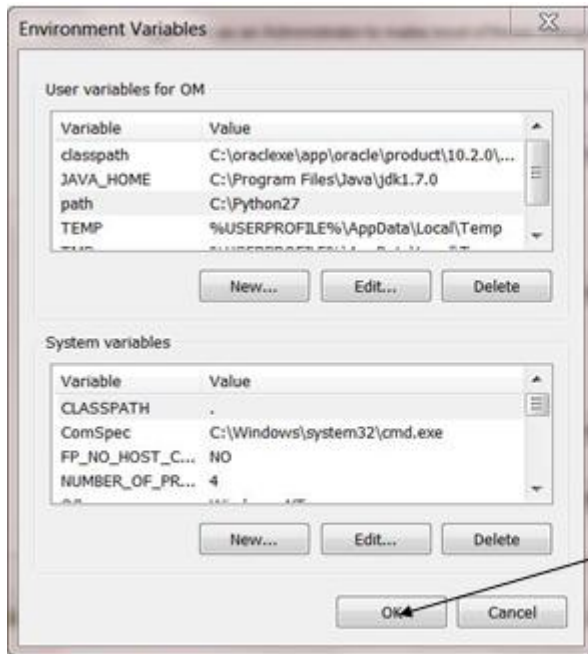 Environment Variables
User variables for OM
Variable Value
classpath C:\oraclexe\app\oracle\product\10.2.0\...
JAVA_HOME C:\Program Files\Java\jdk1.7.0
path C:\Python27
TEMP %USERPROFILE%\AppData\Local\Temp
New... Edit... Delete
System variables
Variable Value
CLASSPATH .
ComSpec C:\Windows\system32\cmd.exe
FP_NO_HOST_C... NO
NUMBER_OF_PR... 4
New... Edit... Delete
OK Cancel